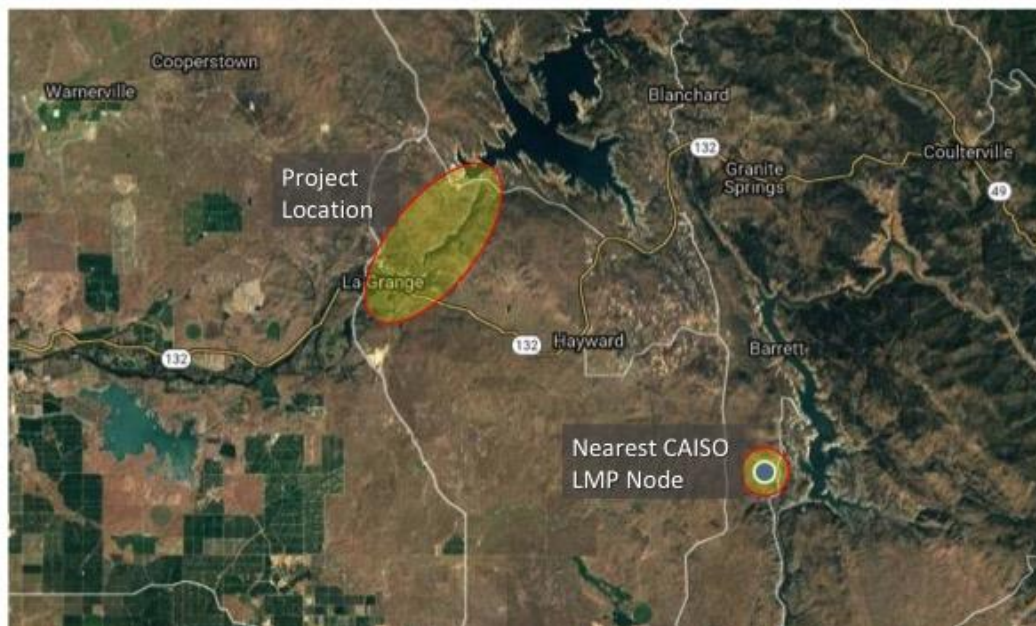 Cooperstown
Warnerville
Blanchard
132
Coulterville
Granite
Springs
49
Project
Location
La Grange
132
Hayward
132
Barrett
Nearest CAISO
LMP Node